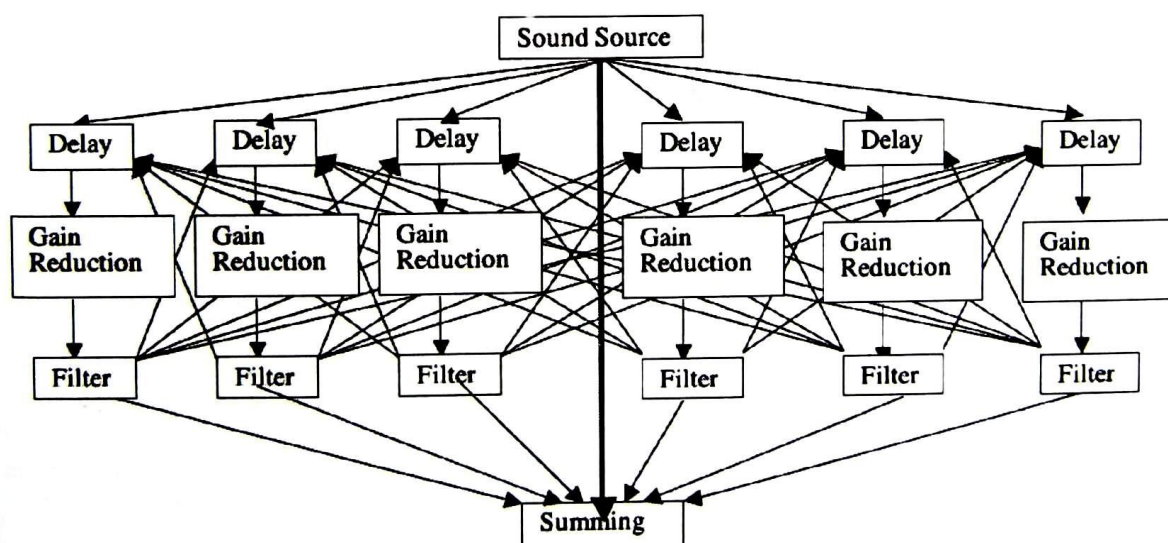 Sound Source
Delay
Delay
Delay
Delay
Delay
Delay
Gain
Reduction
Gain
Reduction
Gain
Reduction
Gain
Reduction
Gain
Reduction
Gain
Reduction
Filter
Filter
Filter
Filter
Filter
Filter
Summing